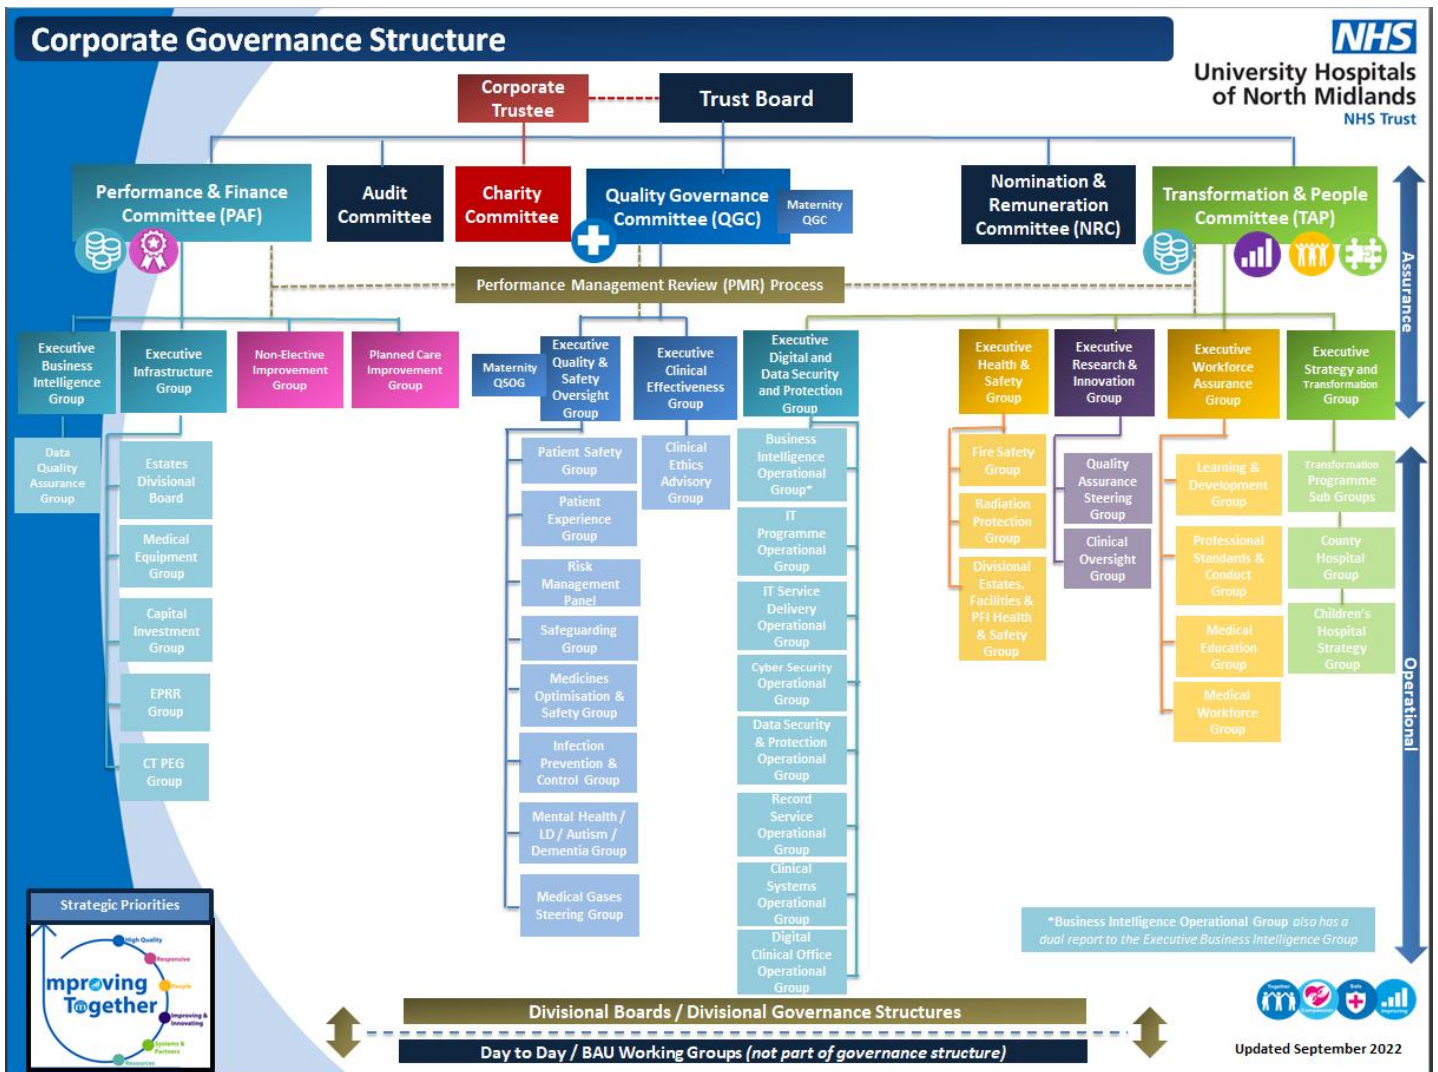 Corporate Governance Structure
NHS
University Hospitals
of North Midlands
NHS Trust
Corporate
Trustee
Trust Board
Performance & Finance
Committee (PAF)
Audit
Committee
Charity
Committee
Quality Governance
Committee (QGC)
Maternity
QGC
Nomination &
Remuneration
Committee (NRC)
Transformation & People
Committee (TAP)
Assurance
Performance Management Review (PMR) Process
Executive
Business
Intelligence
Group
Executive
Infrastructure
Group
Non-Elective
Improvement
Group
Planned Care
Improvement
Group
Maternity
QSOG
Executive
Quality &
Safety
Oversight
Group
Executive
Clinical
Effectiveness
Group
Executive
Digital and
Data Security
and Protection
Group
Executive
Health &
Safety
Group
Executive
Research &
Innovation
Group
Executive
Workforce
Assurance
Group
Executive
Strategy and
Transformation
Group
Data
Quality
Assurance
Group
Estates
Divisional
Board
Medical
Equipment
Group
Capital
Investment
Group
EPRR
Group
CT PEG
Group
Patient Safety
Group
Patient
Experience
Group
Risk
Management
Panel
Safeguarding
Group
Medicines
Optimisation &
Safety Group
Infection
Prevention &
Control Group
Mental Health /
LD / Autism /
Dementia Group
Medical Gases
Steering Group
Clinical
Ethics
Advisory
Group
Business
Intelligence
Operational
Group*
IT
Programme
Operational
Group
IT Service
Delivery
Operational
Group
Cyber Security
Operational
Group
Data Security
& Protection
Operational
Group
Record
Service
Operational
Group
Clinical
Systems
Operational
Group
Digital
Clinical Office
Operational
Group
Fire Safety
Group
Radiation
Protection
Group
Divisional
Estates,
Facilities &
PFI Health
& Safety
Group
Quality
Assurance
Steering
Group
Clinical
Oversight
Group
Learning &
Development
Group
Professional
Standards &
Conduct
Group
Medical
Education
Group
Medical
Workforce
Group
Transformation
Programme
Sub Groups
County
Hospital
Group
Children's
Hospital
Strategy
Group
Operational
*Business Intelligence Operational Group also has a
dual report to the Executive Business Intelligence Group
Strategic Priorities
High Quality
Responsive
People
Improving &
Innovating
Systems &
Partners
Resources
mproving
Together
Divisional Boards / Divisional Governance Structures
Day to Day / BAU Working Groups (not part of governance structure)
Together
Compassion
Safe
Improving
Updated September 2022